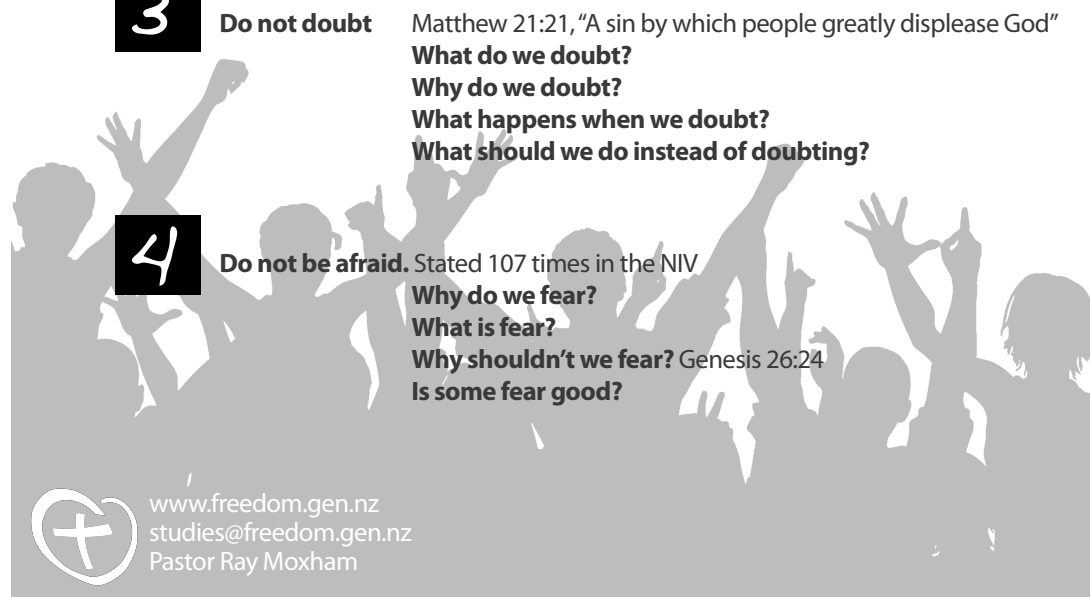 3
Do not doubt Matthew 21:21, “A sin by which people greatly displease God”
What do we doubt?
Why do we doubt?
What happens when we doubt?
What should we do instead of doubting?
4
Do not be afraid. Stated 107 times in the NIV
Why do we fear?
What is fear?
Why shouldn’t we fear? Genesis 26:24
Is some fear good?
www.freedom.gen.nz
studies@freedom.gen.nz
Pastor Ray Moxham